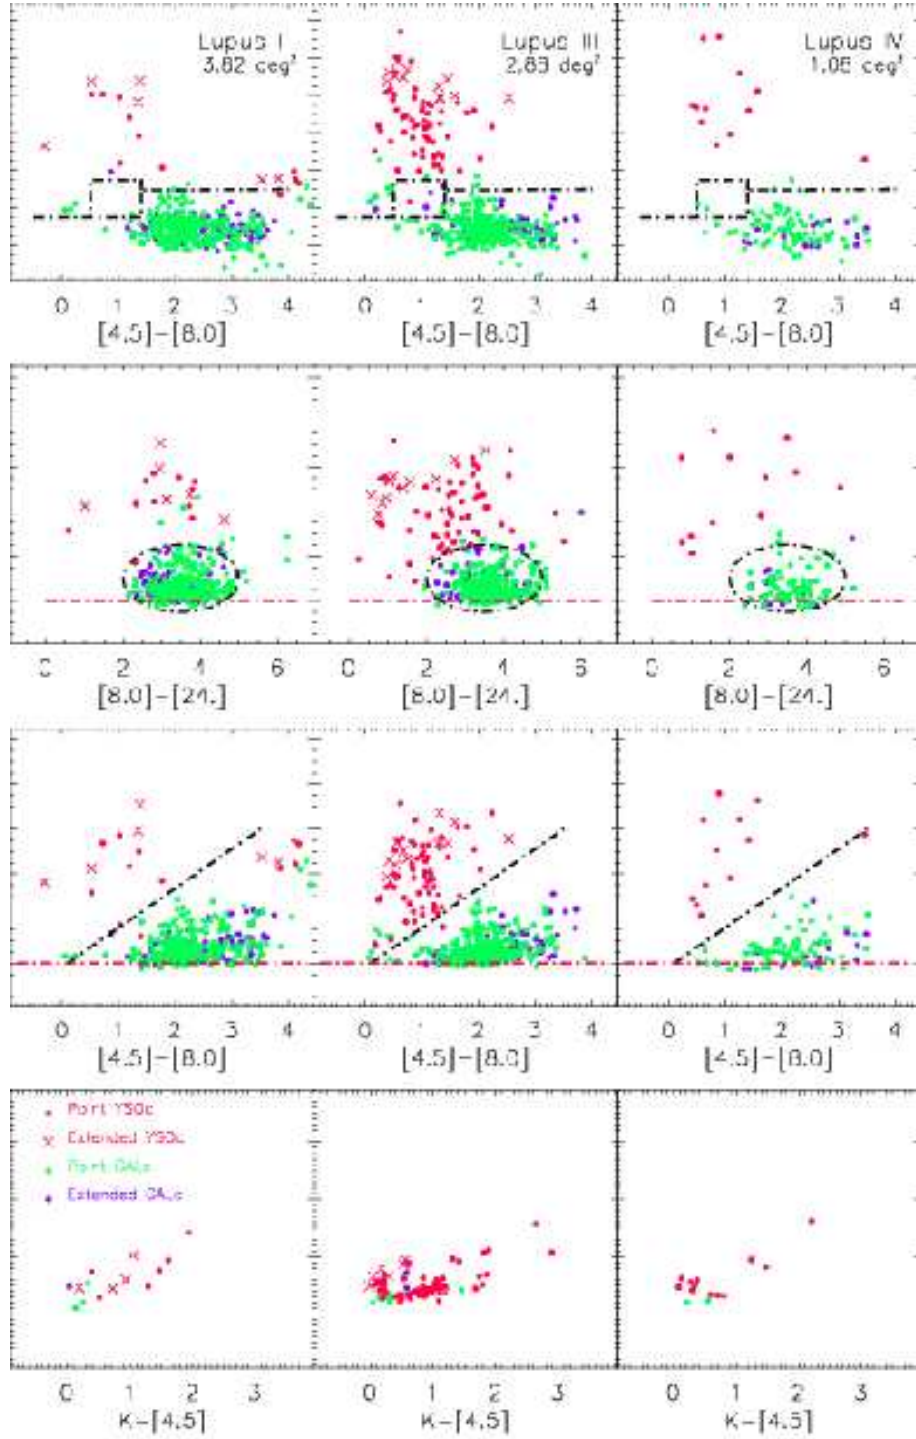 Lupus I
3.82 deg²
Lupus III
2.83 deg²
Lupus IV
1.05 deg²
0 1 2 3 4 0 1 2 3 4 0 1 2 3 4
[4.5]-[8.0] [4.5]-[8.0] [4.5]-[8.0]
0 2 4 6 0 2 4 6 0 2 4 6
[8.0]-[24.] [8.0]-[24.] [8.0]-[24.]
0 1 2 3 4 0 1 2 3 4 0 1 2 3 4
[4.5]-[8.0] [4.5]-[8.0] [4.5]-[8.0]
Point YSOc
Extended YSOc
Point GALc
Extended GALc
0 1 2 3 0 1 2 3 0 1 2 3
K-[4.5] K-[4.5] K-[4.5]